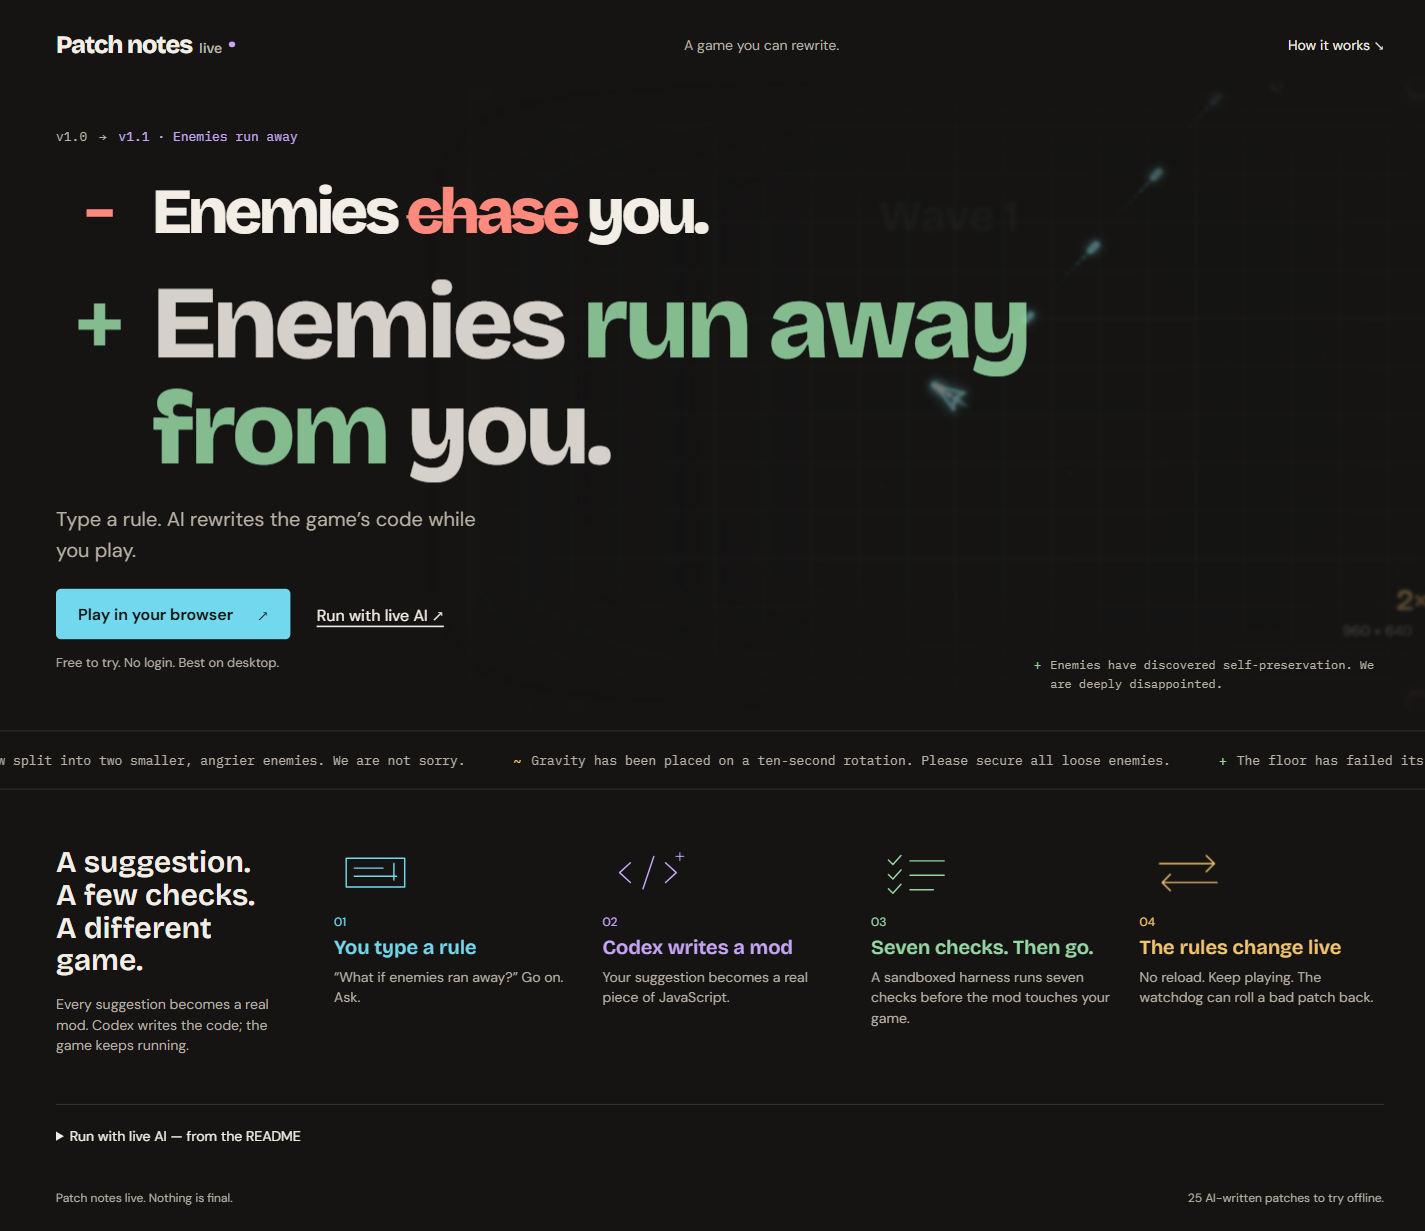 Patch notes live
A game you can rewrite.
How it works ↘
v1.0 → v1.1 · Enemies run away
− Enemies chase you.
Wave 1
+ Enemies run away
from you.
Type a rule. AI rewrites the game’s code while
you play.
Play in your browser ↗
Run with live AI ↗
Free to try. No login. Best on desktop.
2×
960 × 640
+ Enemies have discovered self-preservation. We
are deeply disappointed.
split into two smaller, angrier enemies. We are not sorry.
~ Gravity has been placed on a ten-second rotation. Please secure all loose enemies.
+ The floor has failed its
A suggestion.
A few checks.
A different
game.
Every suggestion becomes a real
mod. Codex writes the code; the
game keeps running.
01
You type a rule
“What if enemies ran away?” Go on.
Ask.
02
Codex writes a mod
Your suggestion becomes a real
piece of JavaScript.
03
Seven checks. Then go.
A sandboxed harness runs seven
checks before the mod touches your
game.
04
The rules change live
No reload. Keep playing. The
watchdog can roll a bad patch back.
▶ Run with live AI — from the README
Patch notes live. Nothing is final.
25 AI-written patches to try offline.